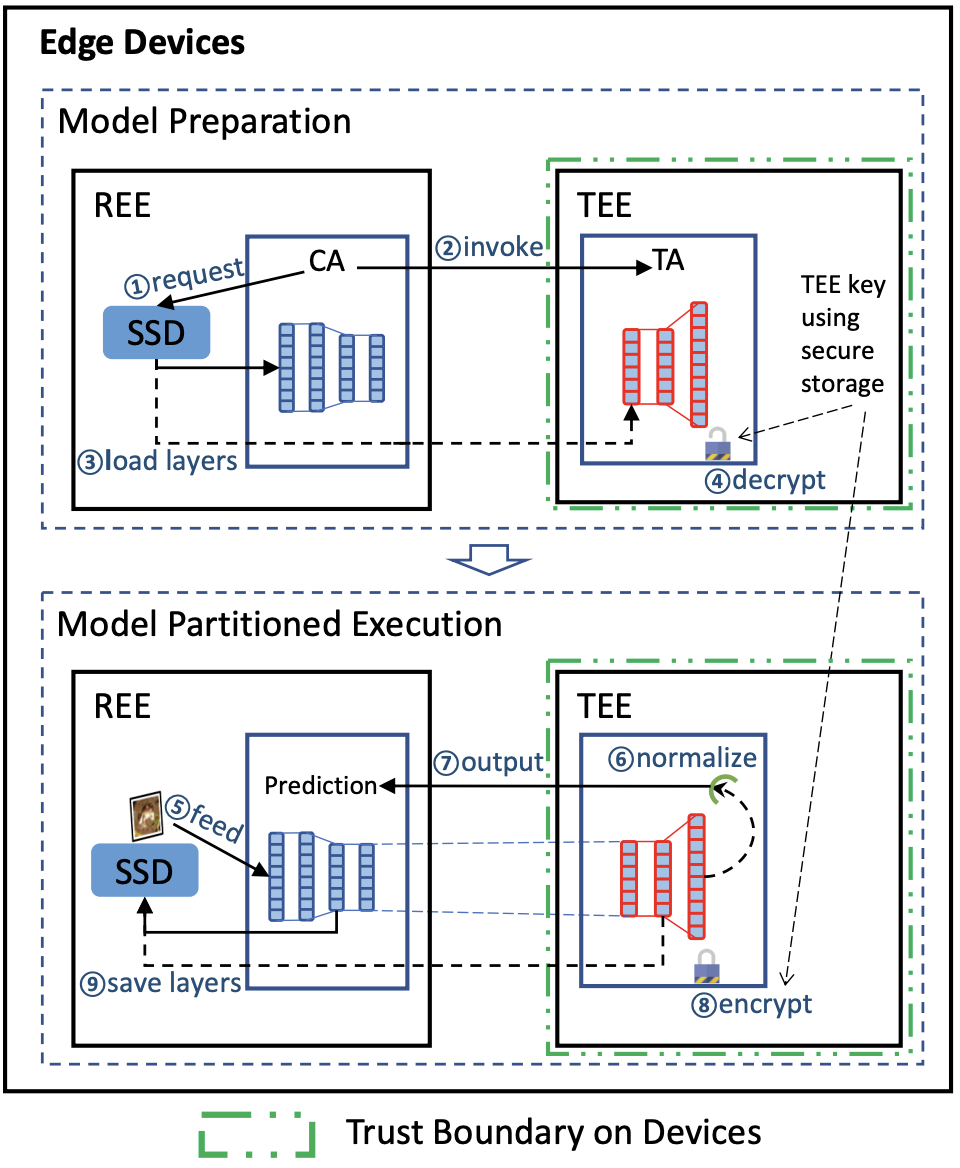 Edge Devices
Model Preparation
REE
TEE
CA
②invoke
TA
①request
SSD
TEE key
using
secure
storage
③load layers
④decrypt
Model Partitioned Execution
REE
TEE
⑦output
⑥normalize
Prediction
⑤feed
SSD
⑨save layers
⑧encrypt
Trust Boundary on Devices